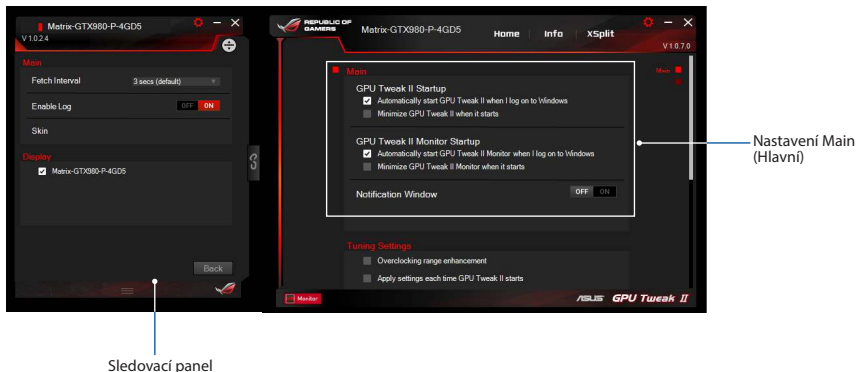 Matrix-GTX980-P-4GD5
V 1.0.2.4
Main
Fetch Interval 3 secs (default)
Enable Log OFF ON
Skin
Display
Matrix-GTX980-P-4GD5
Back
Sledovací panel
REPUBLIC OF
GAMERS
Matrix-GTX980-P-4GD5 Home Info XSplit
V 1.0.7.0
Main Main
GPU Tweak II Startup
Automatically start GPU Tweak II when I log on to Windows
Minimize GPU Tweak II when it starts
GPU Tweak II Monitor Startup
Automatically start GPU Tweak II Monitor when I log on to Windows
Minimize GPU Tweak II Monitor when it starts
Notification Window OFF ON
Tuning Settings
Overclocking range enhancement
Apply settings each time GPU Tweak II starts
Monitor ASUS GPU Tweak II
Nastavení Main
(Hlavní)